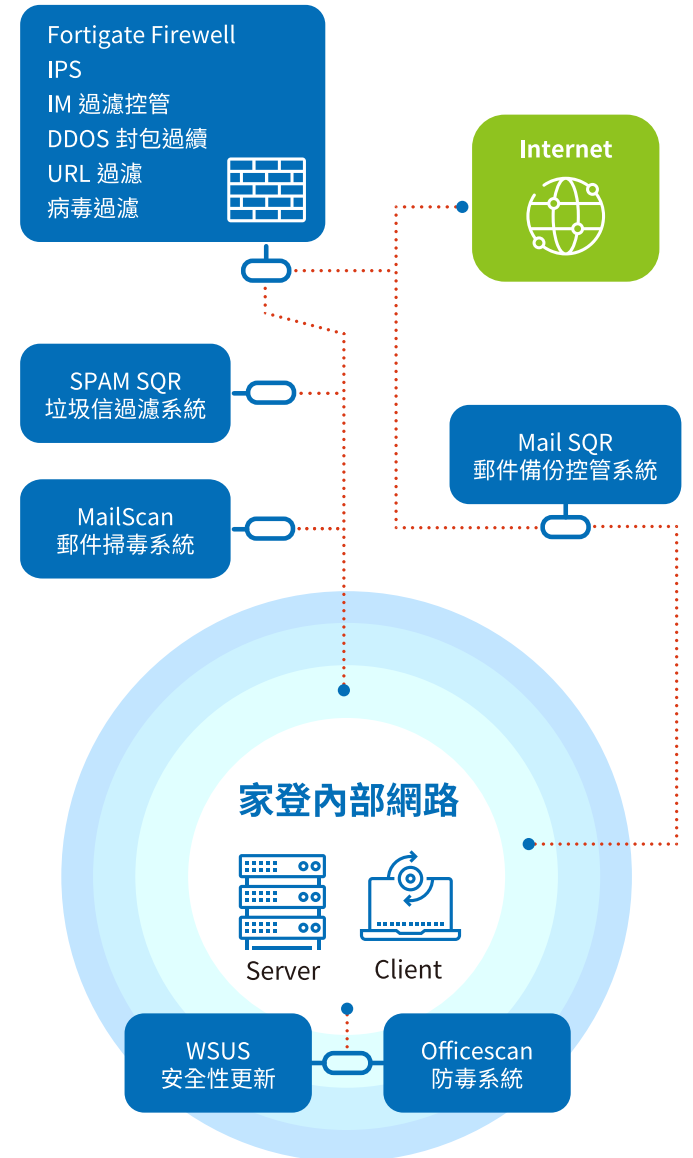 Fortigate Firewell
IPS
IM 過濾控管
DDOS 封包過續
URL 過濾
病毒過濾
Internet
SPAM SQR
垃圾信過濾系統
Mail SQR
郵件備份控管系統
MailScan
郵件掃毒系統
家登內部網路
Server
Client
WSUS
安全性更新
Officescan
防毒系統